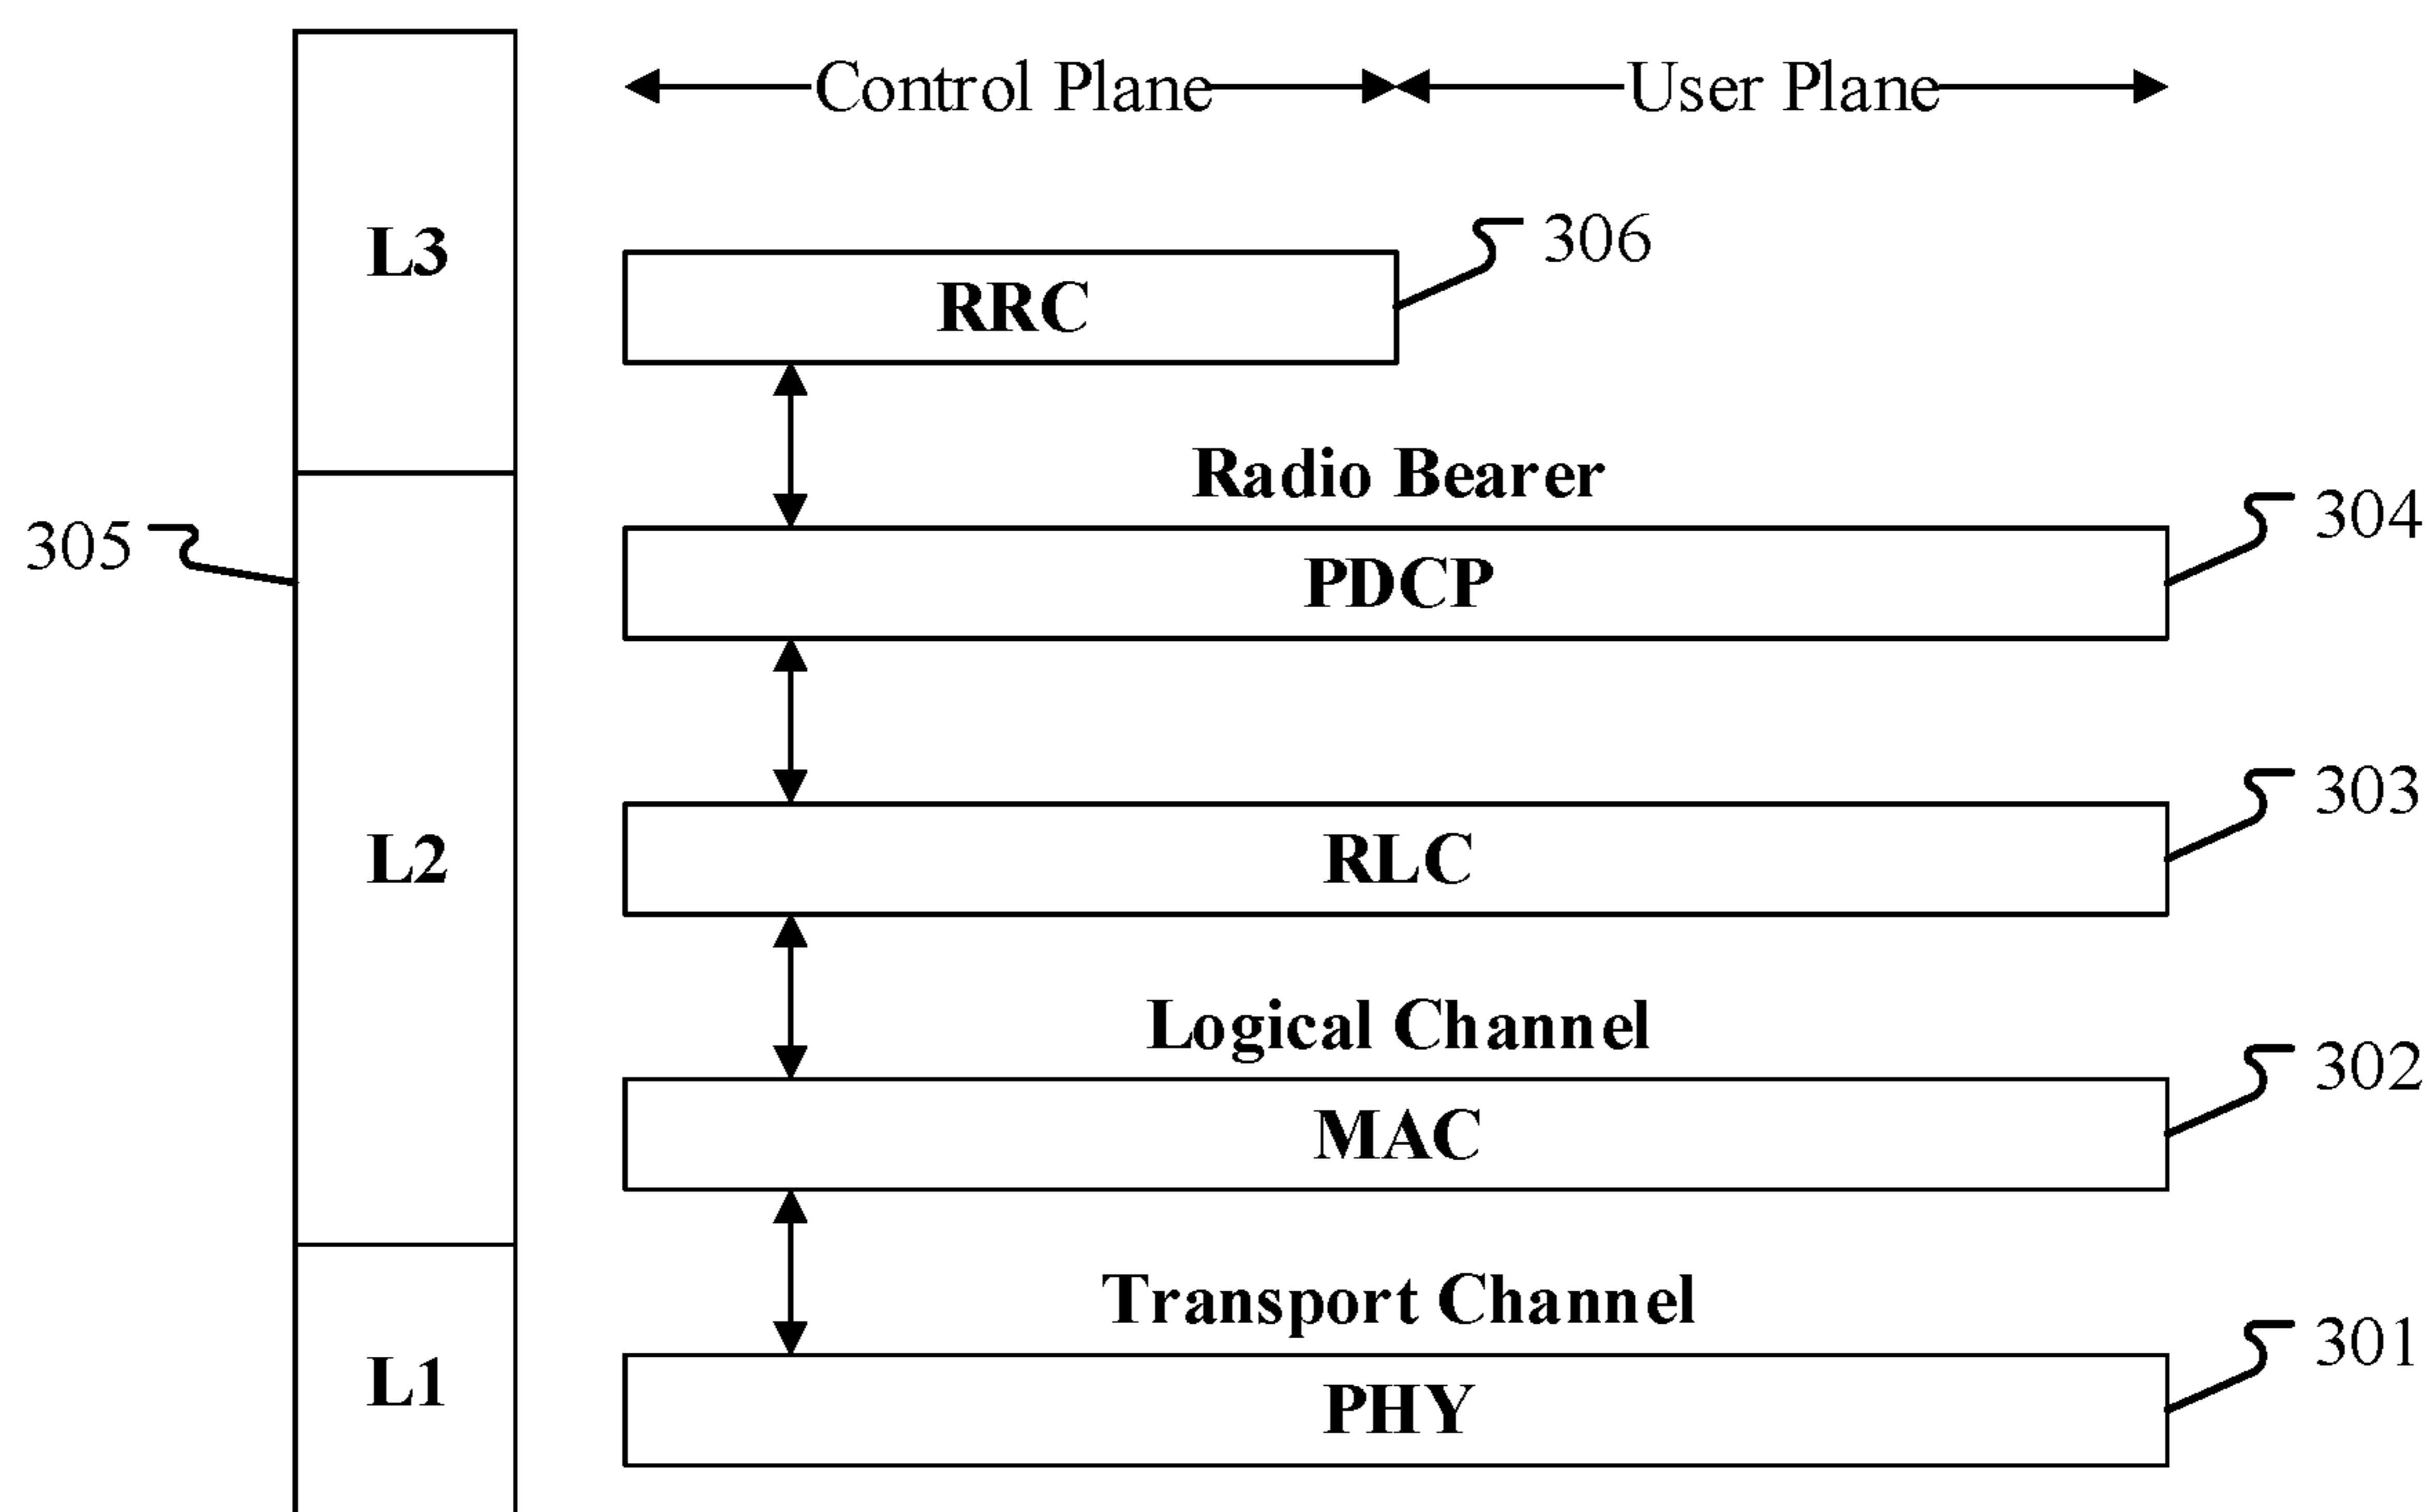 Control Plane User Plane
L3
306
RRC
Radio Bearer
305
304
PDCP
303
L2
RLC
Logical Channel
302
MAC
Transport Channel
301
L1
PHY